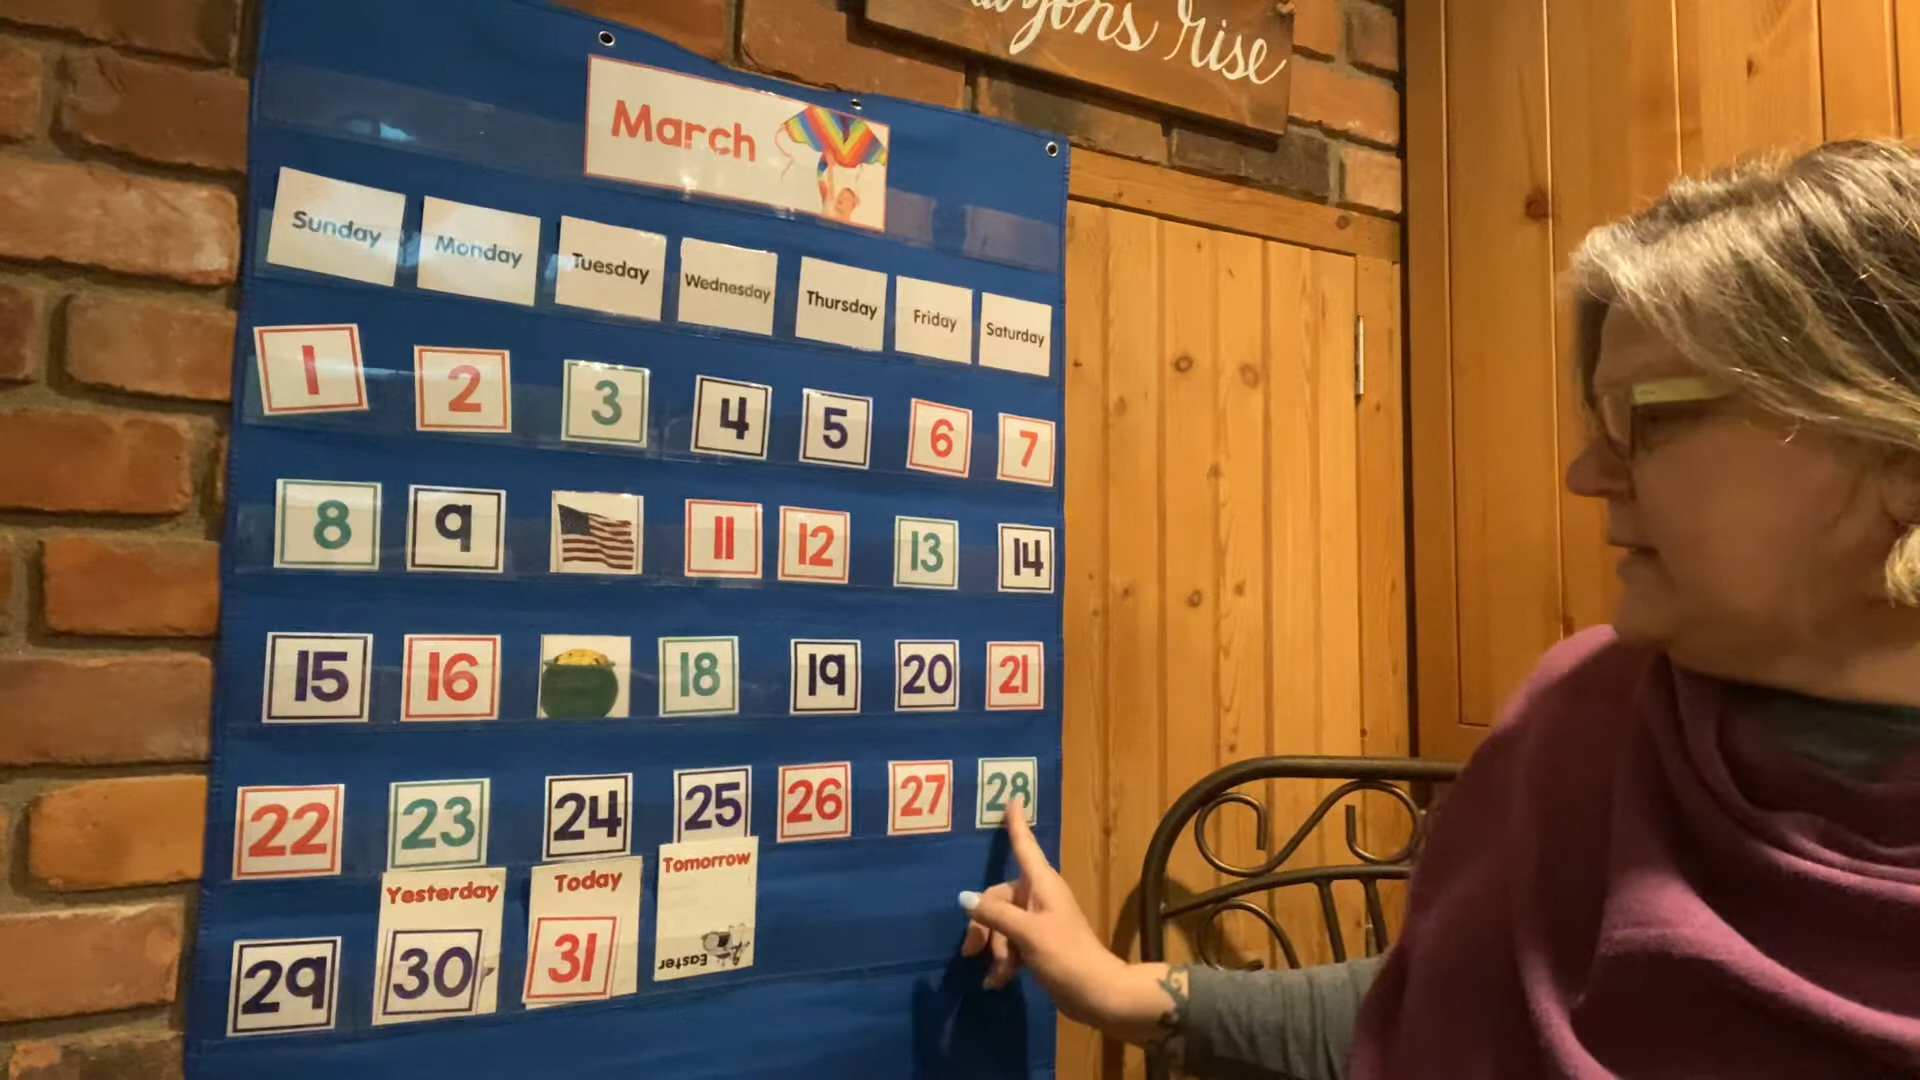 Rise
March
Sunday Monday Tuesday Wednesday Thursday Friday Saturday
1 2 3 4 5 6 7
8 9 11 12 13 14
15 16 18 19 20 21
22 23 24 25 26 27 28
Yesterday Today Tomorrow
29 30 31 Easter